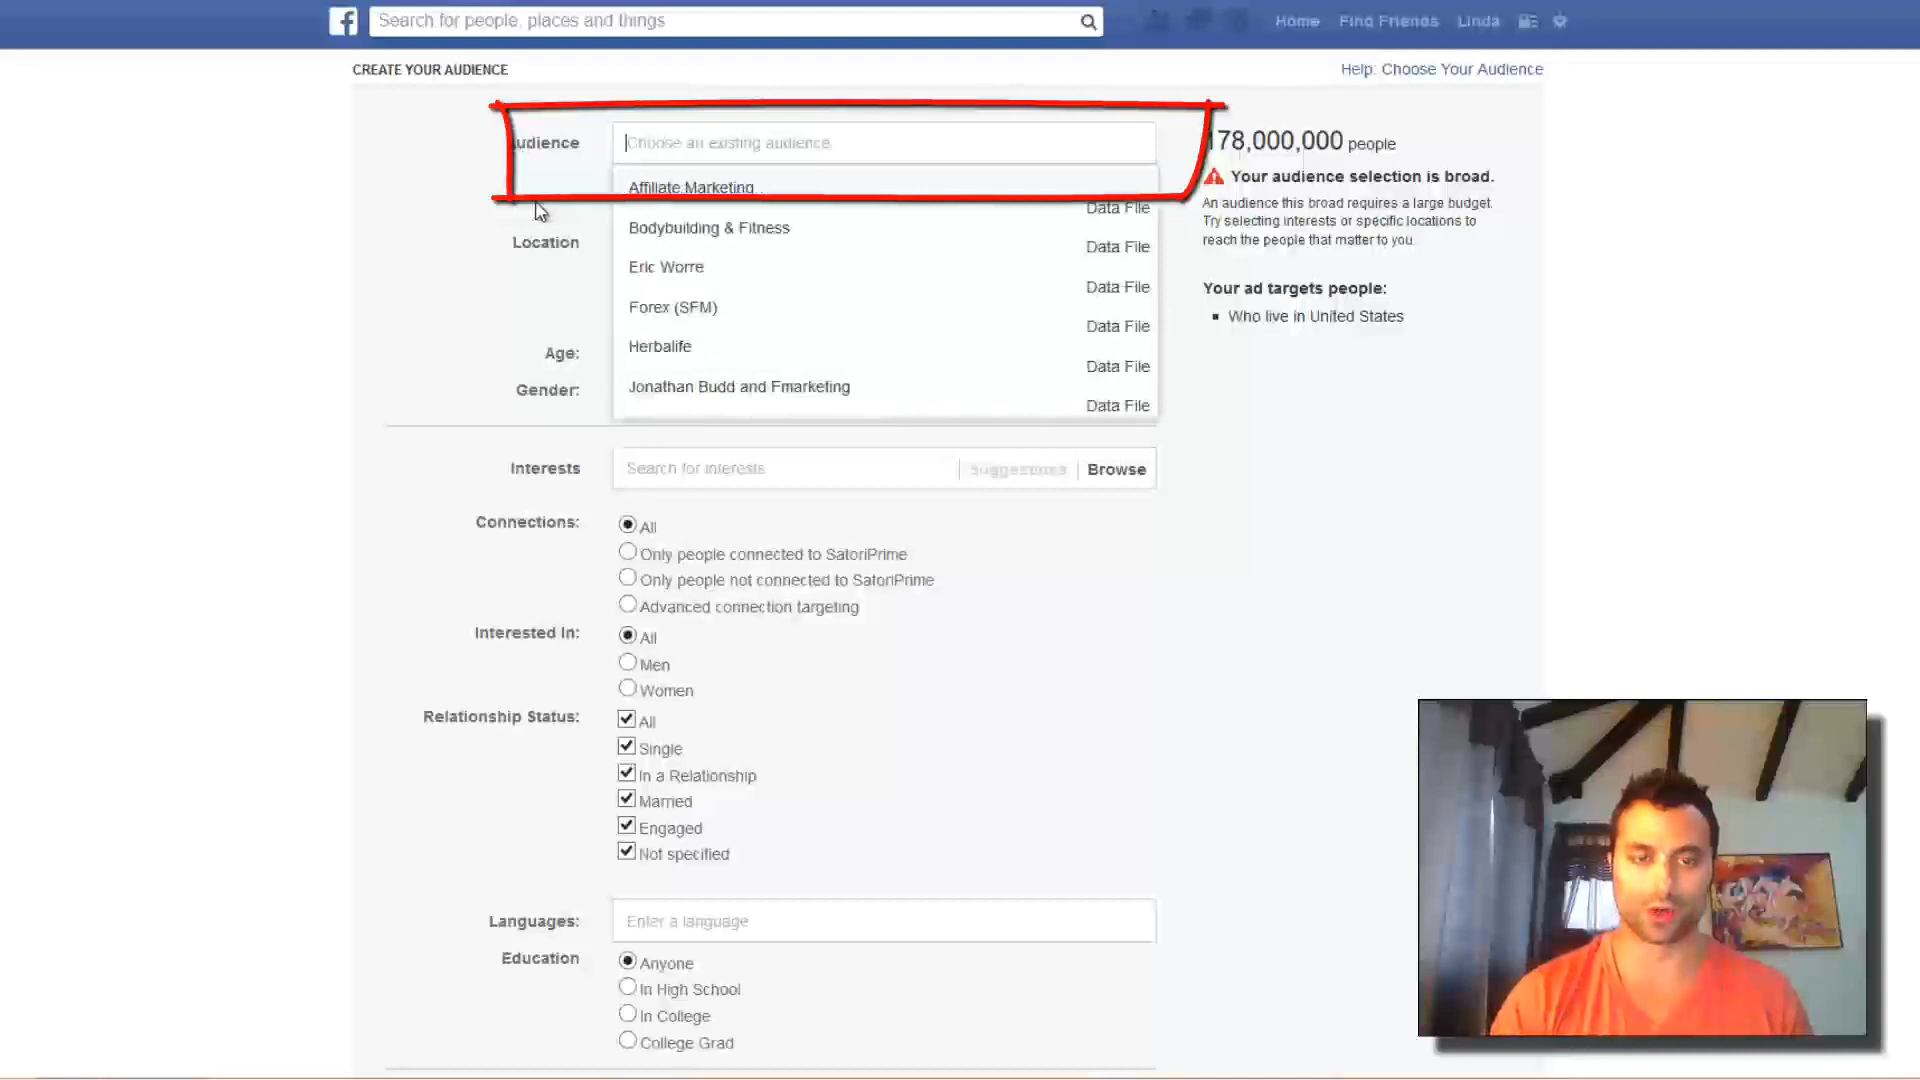 Search for people, places and things
Home
Find Friends
Linda
CREATE YOUR AUDIENCE
Help: Choose Your Audience
Audience
Choose an existing audience
Affiliate Marketing
Data File
Bodybuilding & Fitness
Data File
Eric Worre
Data File
Forex (SFM)
Data File
Herbalife
Data File
Jonathan Budd and Fmarketing
Data File
178,000,000 people
Your audience selection is broad.
An audience this broad requires a large budget.
Try selecting interests or specific locations to
reach the people that matter to you.
Your ad targets people:
Who live in United States
Location
Age:
Gender:
Interests
Search for interests
Suggestions
Browse
Connections:
All
Only people connected to SatoriPrime
Only people not connected to SatoriPrime
Advanced connection targeting
Interested In:
All
Men
Women
Relationship Status:
All
Single
In a Relationship
Married
Engaged
Not specified
Languages:
Enter a language
Education
Anyone
In High School
In College
College Grad